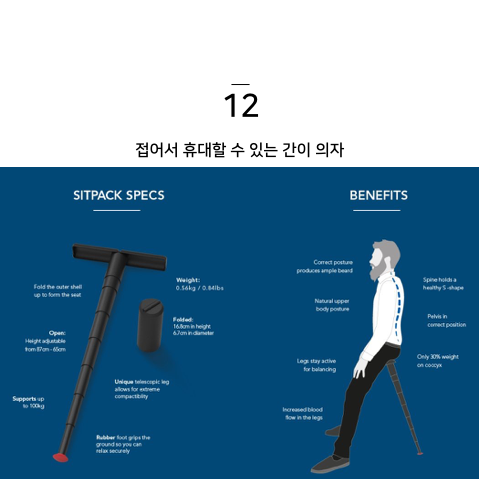 12
접어서 휴대할 수 있는 간이 의자
SITPACK SPECS
Fold the outer shell
up to form the seat
Weight:
0.56kg / 0.84lbs
Folded:
16.8cm in height
6.7cm in diameter
Open:
Height adjustable
from 87cm - 65cm
Unique telescopic leg
allows for extreme
compactibility
Supports up
to 100kg
Rubber foot grips the
ground so you can
relax securely
BENEFITS
Correct posture
produces ample beard
Spine holds a
healthy S -shape
Natural upper
body posture
Pelvis in
correct position
Legs stay active
for balancing
Only 30% weight
on coccyx
Increased blood
flow in the legs